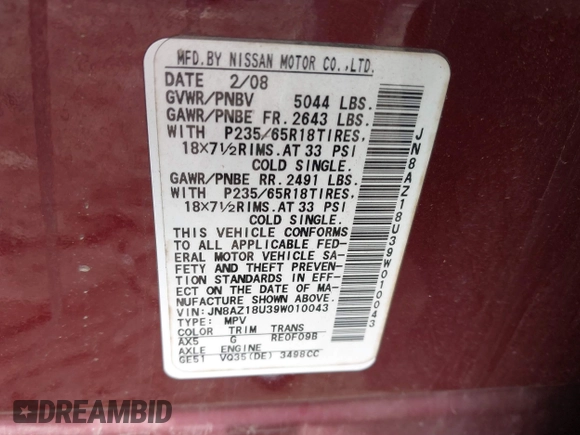 MFD.BY NISSAN MOTOR CO.,LTD.
DATE 2/08
GVWR/PNBV 5044 LBS.
GAWR/PNBE FR. 2643 LBS.
WITH P235/65R18TIRES,
18×7½RIMS.AT 33 PSI
COLD SINGLE.
GAWR/PNBE RR. 2491 LBS.
WITH P235/65R18TIRES,
18×7½RIMS.AT 33 PSI
COLD SINGLE.
THIS VEHICLE CONFORMS
TO ALL APPLICABLE FED-
ERAL MOTOR VEHICLE SA-
FETY AND THEFT PREVEN-
TION STANDARDS IN EFF-
ECT ON THE DATE OF MA-
NUFACTURE SHOWN ABOVE.
VIN: JN8AZ18U39W010043
TYPE: MPV
COLOR TRIM TRANS
AX5 G RE0F09B
AXLE ENGINE
GE51 VQ35(DE) 3498CC
JN8AZ18U39W010043
DREAMBID